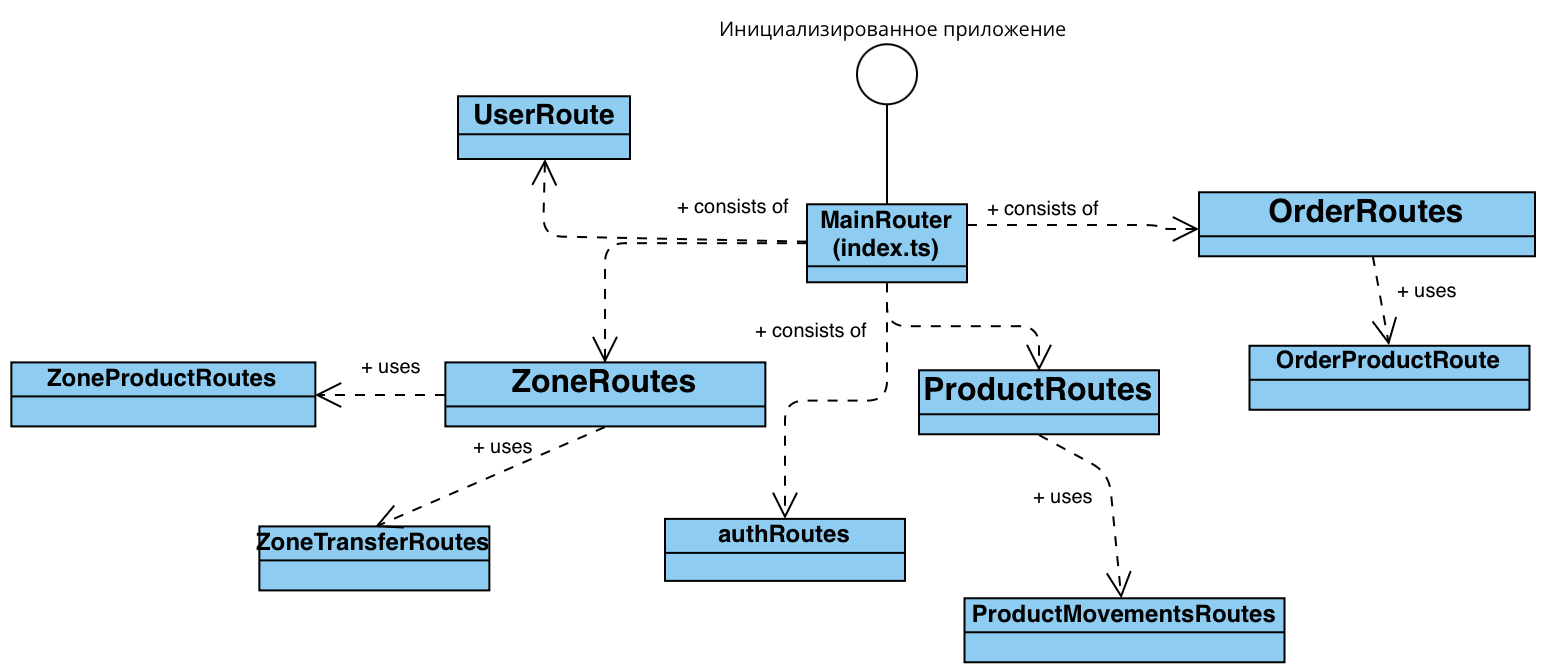 Инициализированное приложение
UserRoute
+ consists of
MainRouter
(index.ts)
+ consists of
OrderRoutes
+ uses
+ consists of
OrderProductRoute
ZoneProductRoutes
+ uses
ZoneRoutes
ProductRoutes
+ uses
+ uses
ZoneTransferRoutes
authRoutes
ProductMovementsRoutes